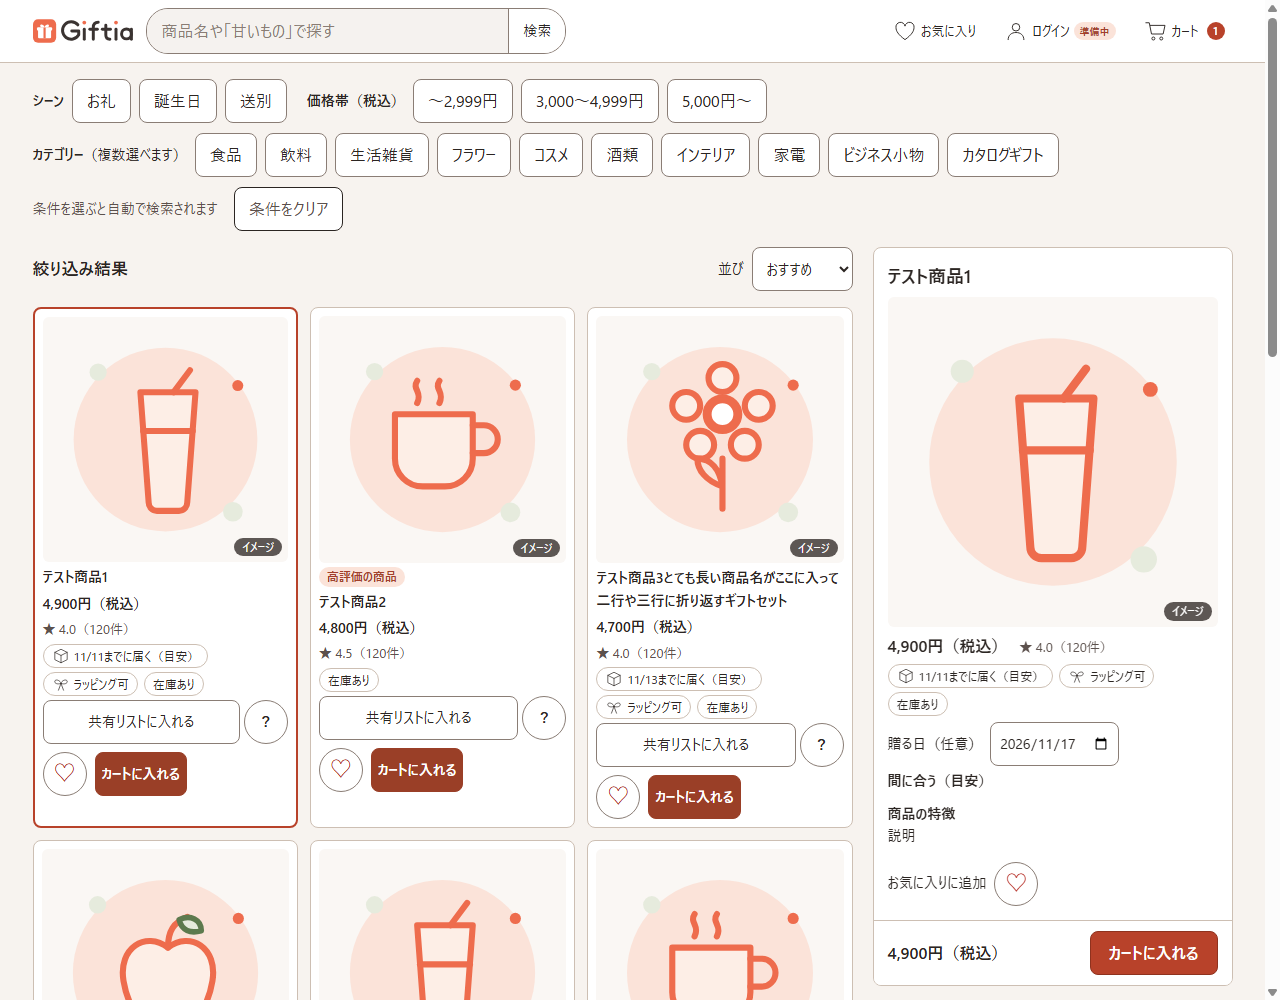 Giftia
商品名や「甘いもの」で探す
検索
お気に入り
ログイン 準備中
カート 1
シーン お礼 誕生日 送別 価格帯（税込） 〜2,999円 3,000〜4,999円 5,000円〜
カテゴリー（複数選べます） 食品 飲料 生活雑貨 フラワー コスメ 酒類 インテリア 家電 ビジネス小物 カタログギフト
条件を選ぶと自動で検索されます 条件をクリア
絞り込み結果
並び おすすめ
イメージ
テスト商品1
4,900円（税込）
★ 4.0（120件）
11/11までに届く（目安）
ラッピング可 在庫あり
共有リストに入れる ?
♡ カートに入れる
イメージ
高評価の商品
テスト商品2
4,800円（税込）
★ 4.5（120件）
在庫あり
共有リストに入れる ?
♡ カートに入れる
イメージ
テスト商品3とても長い商品名がここに入って
二行や三行に折り返すギフトセット
4,700円（税込）
★ 4.0（120件）
11/13までに届く（目安）
ラッピング可 在庫あり
共有リストに入れる ?
♡ カートに入れる
テスト商品1
イメージ
4,900円（税込） ★ 4.0（120件）
11/11までに届く（目安） ラッピング可
在庫あり
贈る日（任意） 2026/11/17
間に合う（目安）
商品の特徴
説明
お気に入りに追加 ♡
4,900円（税込） カートに入れる